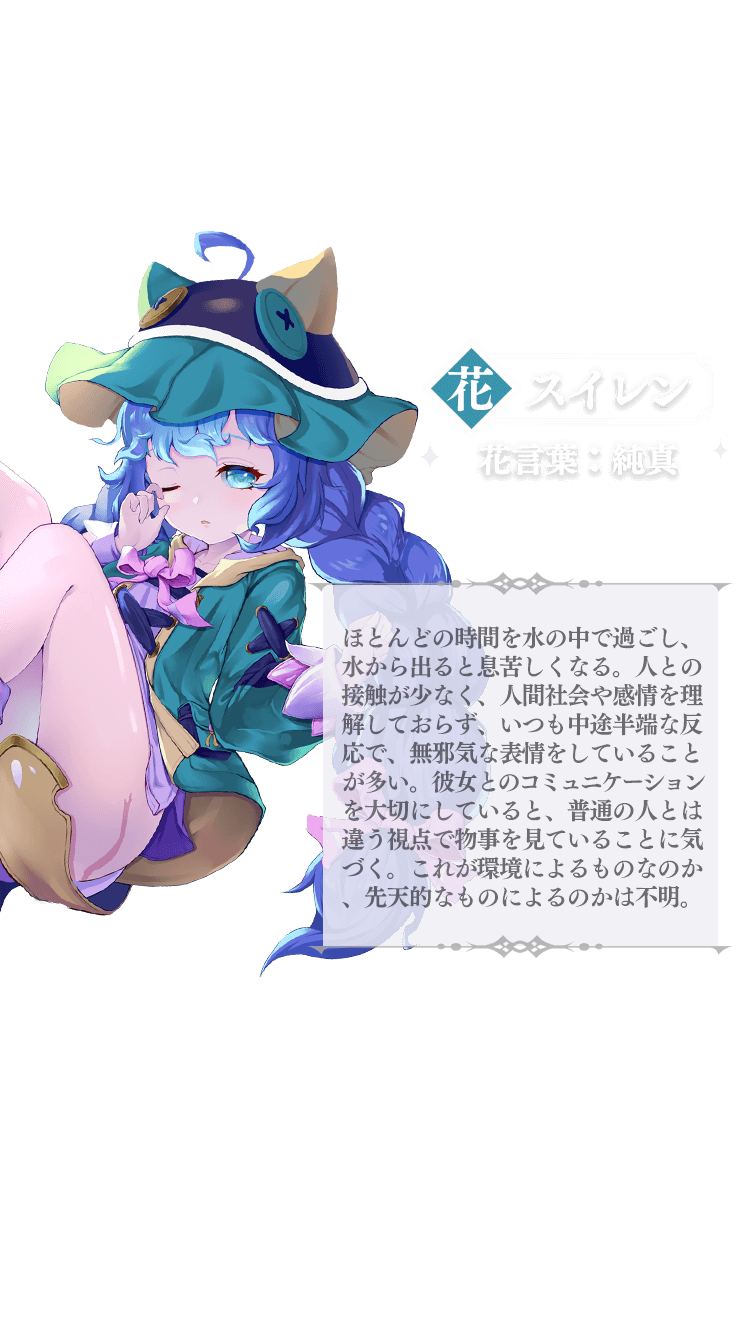 花 スイレン
花言葉：純真
ほとんどの時間を水の中で過ごし、
水から出ると息苦しくなる。人との
接触が少なく、人間社会や感情を理
解しておらず、いつも中途半端な反
応で、無邪気な表情をしていること
が多い。彼女とのコミュニケーション
を大切にしていると、普通の人とは
違う視点で物事を見ていることに気
づく。これが環境によるものなのか
、先天的なものによるのかは不明。